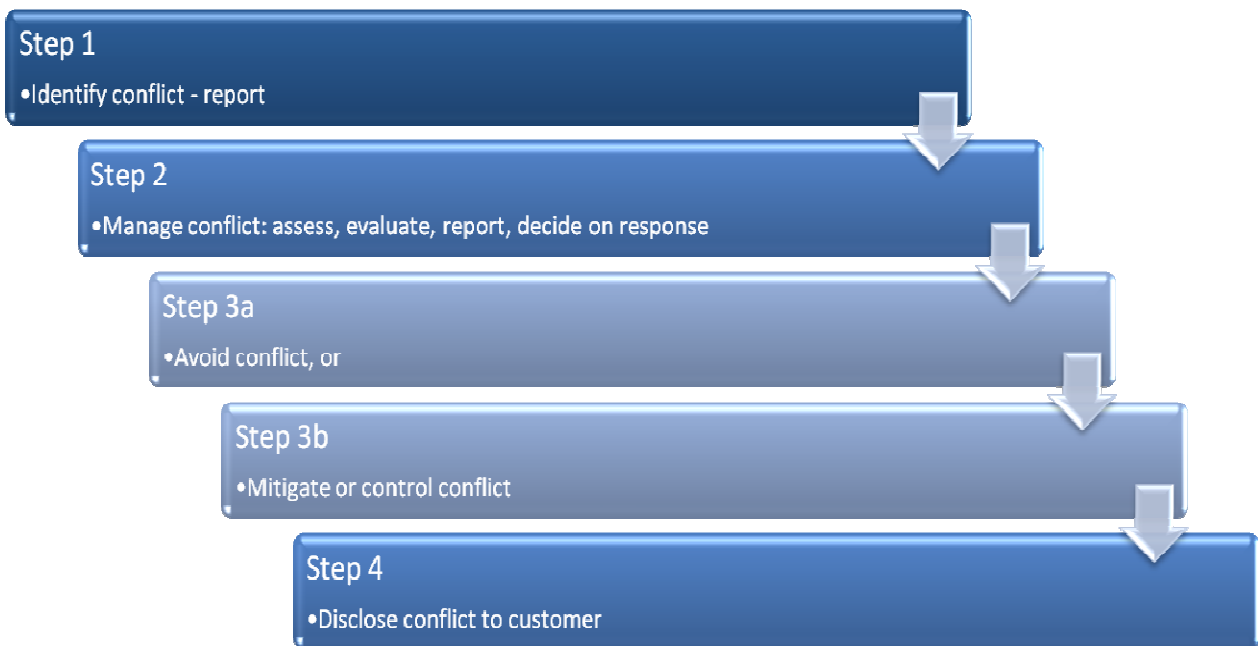 Step 1
•Identify conflict - report
Step 2
•Manage conflict: assess, evaluate, report, decide on response
Step 3a
•Avoid conflict, or
Step 3b
•Mitigate or control conflict
Step 4
•Disclose conflict to customer